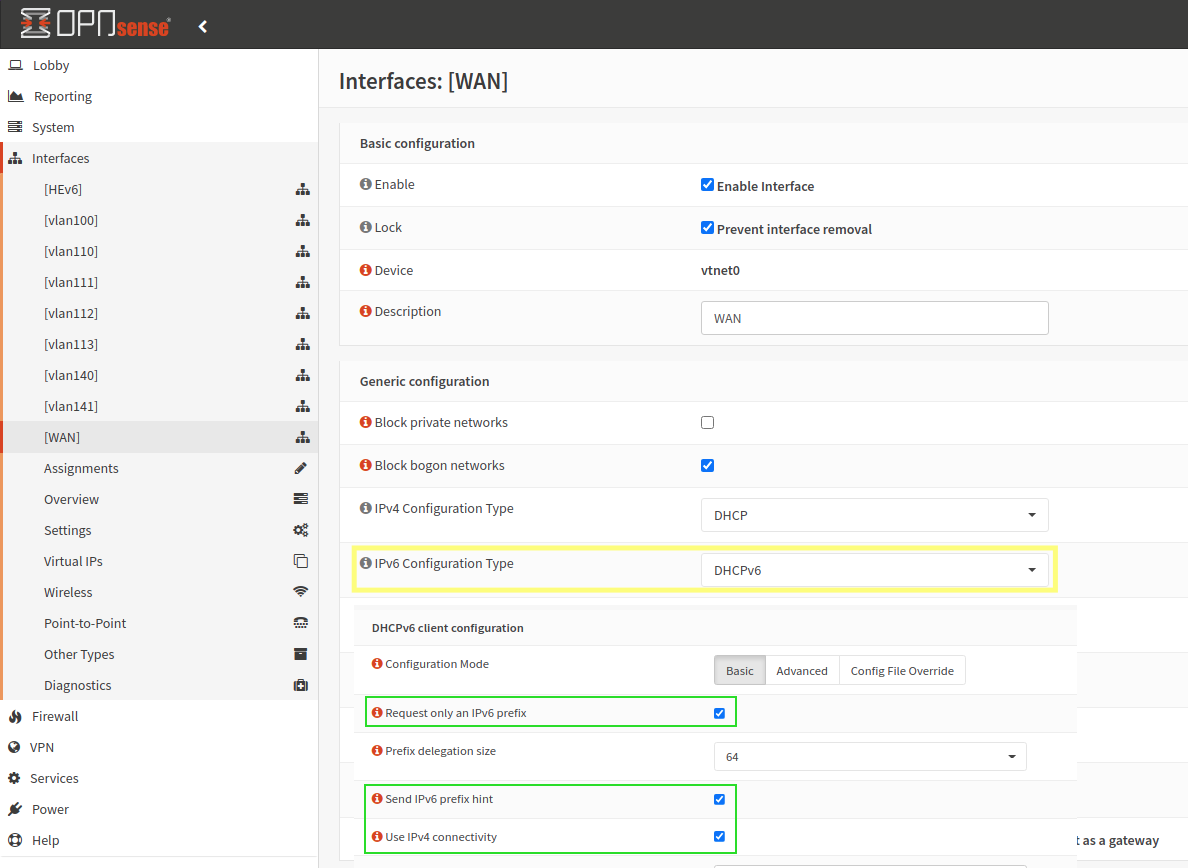 OPNsense®
Lobby
Reporting
System
Interfaces
[HEv6]
[vlan100]
[vlan110]
[vlan111]
[vlan112]
[vlan113]
[vlan140]
[vlan141]
[WAN]
Assignments
Overview
Settings
Virtual IPs
Wireless
Point-to-Point
Other Types
Diagnostics
Firewall
VPN
Services
Power
Help
Interfaces: [WAN]
Basic configuration
Enable Enable Interface
Lock Prevent interface removal
Device vtnet0
Description WAN
Generic configuration
Block private networks
Block bogon networks
IPv4 Configuration Type DHCP
IPv6 Configuration Type DHCPv6
DHCPv6 client configuration
Configuration Mode Basic Advanced Config File Override
Request only an IPv6 prefix
Prefix delegation size 64
Send IPv6 prefix hint
Use IPv4 connectivity
t as a gateway